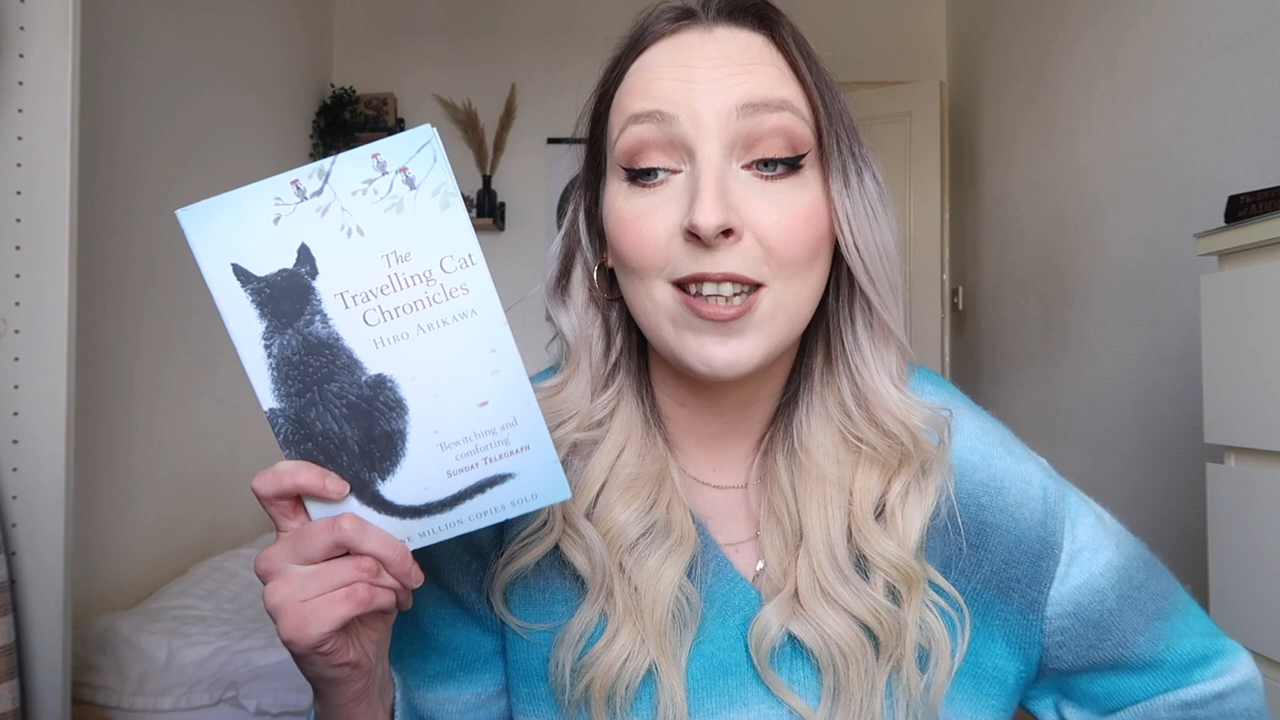 The
Travelling Cat
Chronicles
HIRO ARIKAWA
'Bewitching and
comforting'
SUNDAY TELEGRAPH
MILLION COPIES SOLD